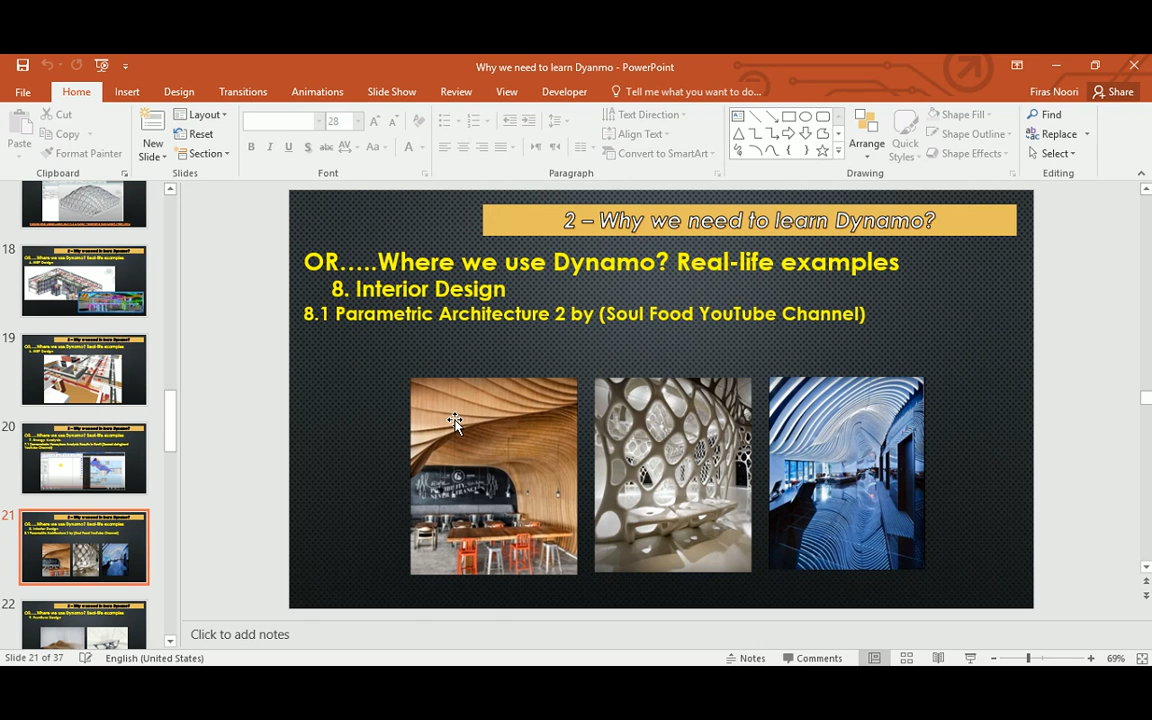 Why we need to learn Dyanmo - PowerPoint
File Home Insert Design Transitions Animations Slide Show Review View Developer Tell me what you want to do... Firas Noori Share
Paste
Cut
Copy
Format Painter
Clipboard
New Slide
Layout
Reset
Section
Slides
28
Font
Text Direction
Align Text
Convert to SmartArt
Paragraph
Arrange
Quick Styles
Shape Fill
Shape Outline
Shape Effects
Drawing
Find
Replace
Select
Editing
18
19
20
21
22
2 – Why we need to learn Dynamo?
OR.....Where we use Dynamo? Real-life examples
8. Interior Design
8.1 Parametric Architecture 2 by (Soul Food YouTube Channel)
Click to add notes
Slide 21 of 37 English (United States) Notes Comments 69%